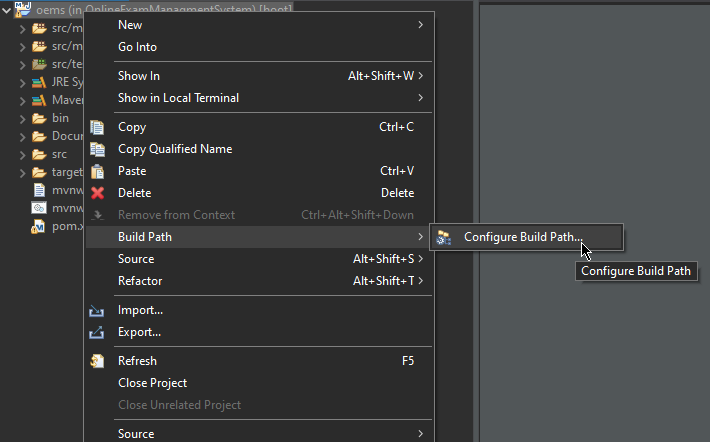 oems (in OnlineExamManagmentSystem) [boot]
src/m
src/m
src/te
JRE Sy
Maver
bin
Docu
src
target
mvnw
mvnw
pom.x
New
Go Into
Show In Alt+Shift+W
Show in Local Terminal
Copy Ctrl+C
Copy Qualified Name
Paste Ctrl+V
Delete Delete
Remove from Context Ctrl+Alt+Shift+Down
Build Path
Configure Build Path...
Configure Build Path
Source Alt+Shift+S
Refactor Alt+Shift+T
Import...
Export...
Refresh F5
Close Project
Close Unrelated Project
Source